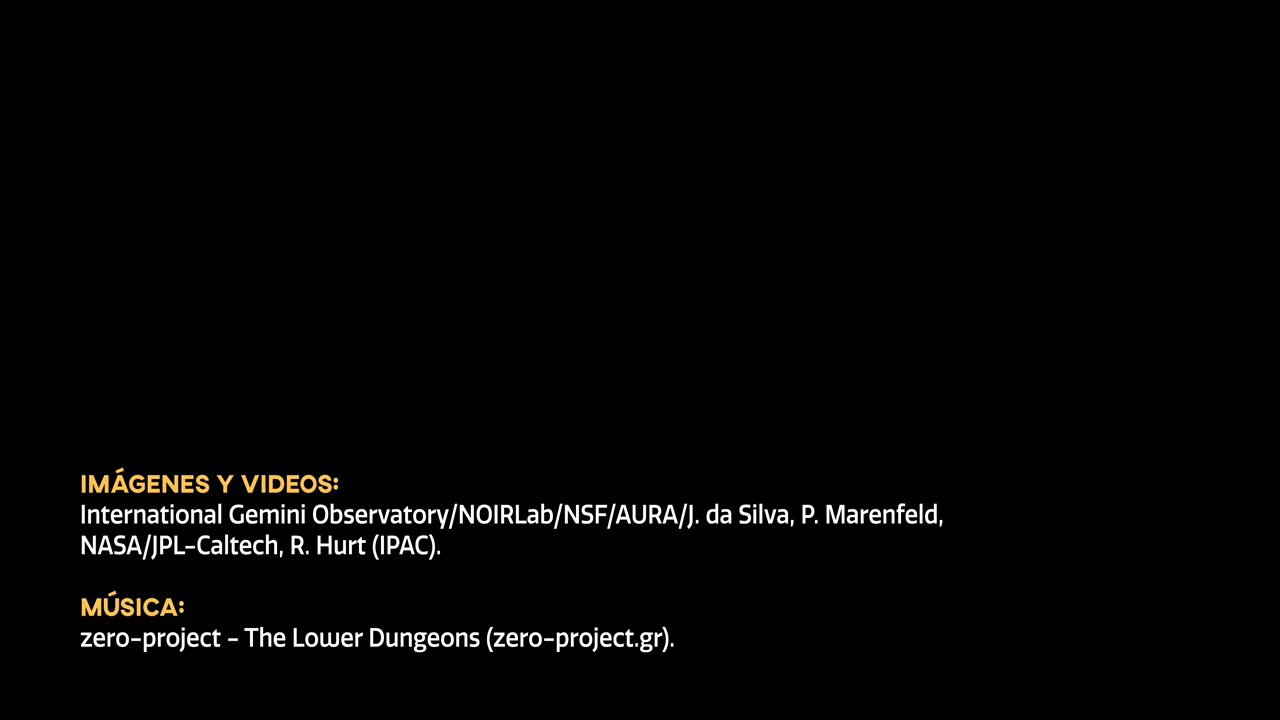 IMÁGENES Y VIDEOS:
International Gemini Observatory/NOIRLab/NSF/AURA/J. da Silva, P. Marenfeld,
NASA/JPL-Caltech, R. Hurt (IPAC).
MÚSICA:
zero-project - The Lower Dungeons (zero-project.gr).